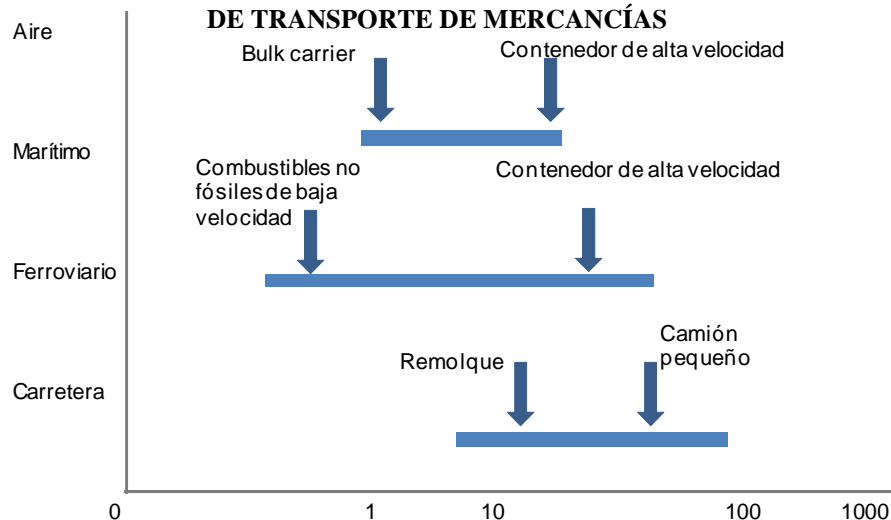 DE TRANSPORTE DE MERCANCÍAS
Aire
Bulk carrier
Contenedor de alta velocidad
Marítimo
Combustibles no
fósiles de baja
velocidad
Contenedor de alta velocidad
Ferroviario
Camión
pequeño
Remolque
Carretera
0 1 10 100 1000